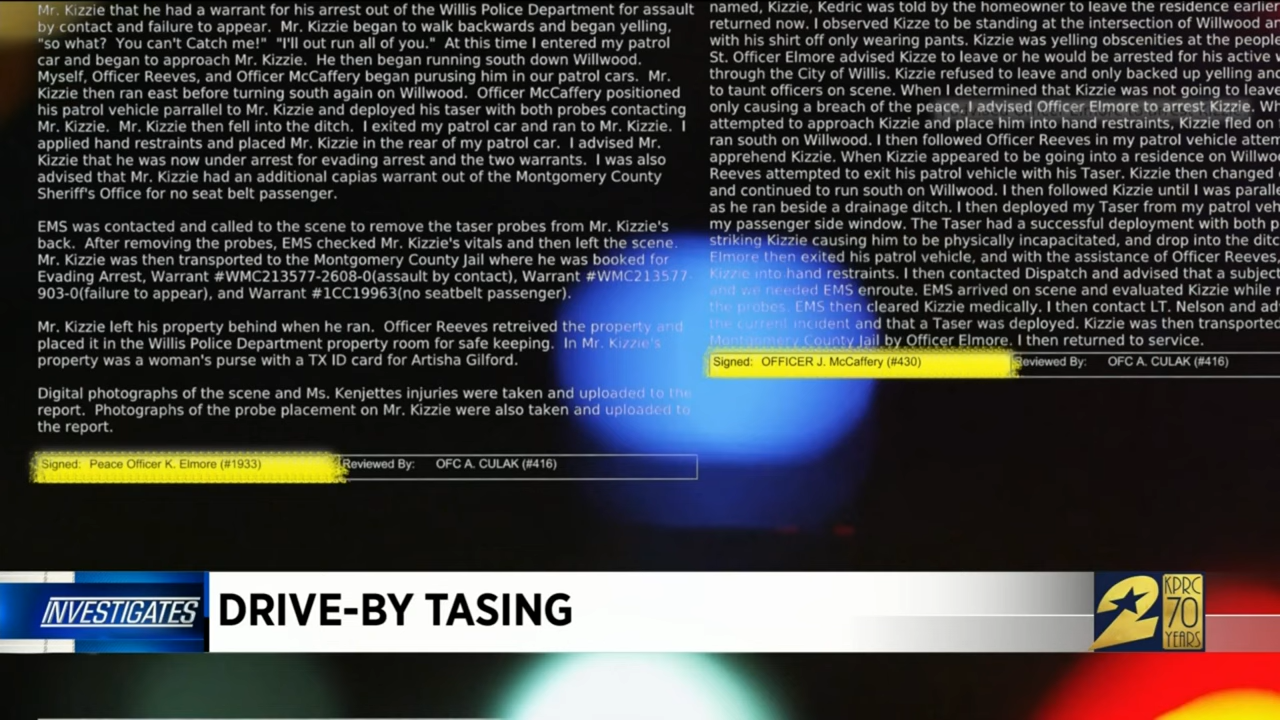 Mr. Kizzie that he had a warrant for his arrest out of the Willis Police Department for assault
by contact and failure to appear. Mr. Kizzie began to walk backwards and began yelling,
"so what? You can't Catch me!" "I'll out run all of you." At this time I entered my patrol
car and began to approach Mr. Kizzie. He then began running south down Willwood.
Myself, Officer Reeves, and Officer McCaffery began purusing him in our patrol cars. Mr.
Kizzie then ran east before turning south again on Willwood. Officer McCaffery positioned
his patrol vehicle parrallel to Mr. Kizzie and deployed his taser with both probes contacting
Mr. Kizzie. Mr. Kizzie then fell into the ditch. I exited my patrol car and ran to Mr. Kizzie. I
applied hand restraints and placed Mr. Kizzie in the rear of my patrol car. I advised Mr.
Kizzie that he was now under arrest for evading arrest and the two warrants. I was also
advised that Mr. Kizzie had an additional capias warrant out of the Montgomery County
Sheriff's Office for no seat belt passenger.
EMS was contacted and called to the scene to remove the taser probes from Mr. Kizzie's
back. After removing the probes, EMS checked Mr. Kizzie's vitals and then left the scene.
Mr. Kizzie was then transported to the Montgomery County Jail where he was booked for
Evading Arrest, Warrant #WMC213577-2608-0(assault by contact), Warrant #WMC213577-
903-0(failure to appear), and Warrant #1CC19963(no seatbelt passenger).
Mr. Kizzie left his property behind when he ran. Officer Reeves retreived the property and
placed it in the Willis Police Department property room for safe keeping. In Mr. Kizzie's
property was a woman's purse with a TX ID card for Artisha Gilford.
Digital photographs of the scene and Ms. Kenjettes injuries were taken and uploaded to the
report. Photographs of the probe placement on Mr. Kizzie were also taken and uploaded to
the report.
Signed: Peace Officer K. Elmore (#1933) Reviewed By: OFC A. CULAK (#416)
named, Kizzie, Kedric was told by the homeowner to leave the residence earlier
returned now. I observed Kizze to be standing at the intersection of Willwood a
with his shirt off only wearing pants. Kizzie was yelling obscenities at the people
St. Officer Elmore advised Kizze to leave or he would be arrested for his active w
through the City of Willis. Kizzie refused to leave and only backed up yelling and
to taunt officers on scene. When I determined that Kizzie was not going to leave
only causing a breach of the peace. I advised Officer Elmore to arrest Kizzie. Wh
attempted to approach Kizzie and place him into hand restraints, Kizzie fled on
ran south on Willwood. I then followed Officer Reeves in my patrol vehicle attem
apprehend Kizzie. When Kizzie appeared to be going into a residence on Willwo
Reeves attempted to exit his patrol vehicle with his Taser. Kizzie then changed
and continued to run south on Willwood. I then followed Kizzie until I was paralle
as he ran beside a drainage ditch. I then deployed my Taser from my patrol veh
my passenger side window. The Taser had a successful deployment with both p
striking Kizzie causing him to be physically incapacitated, and drop into the ditc
Elmore then exited his patrol vehicle, and with the assistance of Officer Reeves,
Kizzie into hand restraints. I then contacted Dispatch and advised that a subject
and we needed EMS enroute. EMS arrived on scene and evaluated Kizzie while r
the probes. EMS then cleared Kizzie medically. I then contact LT. Nelson and ad
the current incident and that a Taser was deployed. Kizzie was then transporte
Montgomery County Jail by Officer Elmore. I then returned to service.
Signed: OFFICER J. McCaffery (#430) Reviewed By: OFC A. CULAK (#416)
INVESTIGATES
DRIVE-BY TASING
2
KPRC
70
YEARS